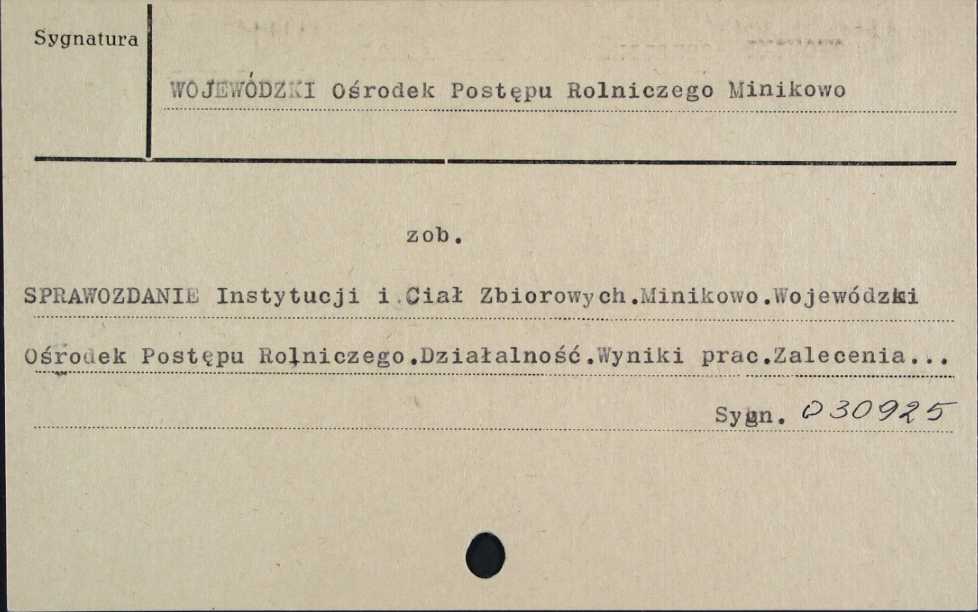 Sygnatura
WOJEWÓDZKI Ośrodek Postępu Rolniczego Minikowo
zob.
SPRAWOZDANIE Instytucji i Ciał Zbiorowych.Minikowo.Wojewódzki
Ośrodek Postępu Rolniczego.Działalność.Wyniki prac.Zalecenia...
Sygn. 030925